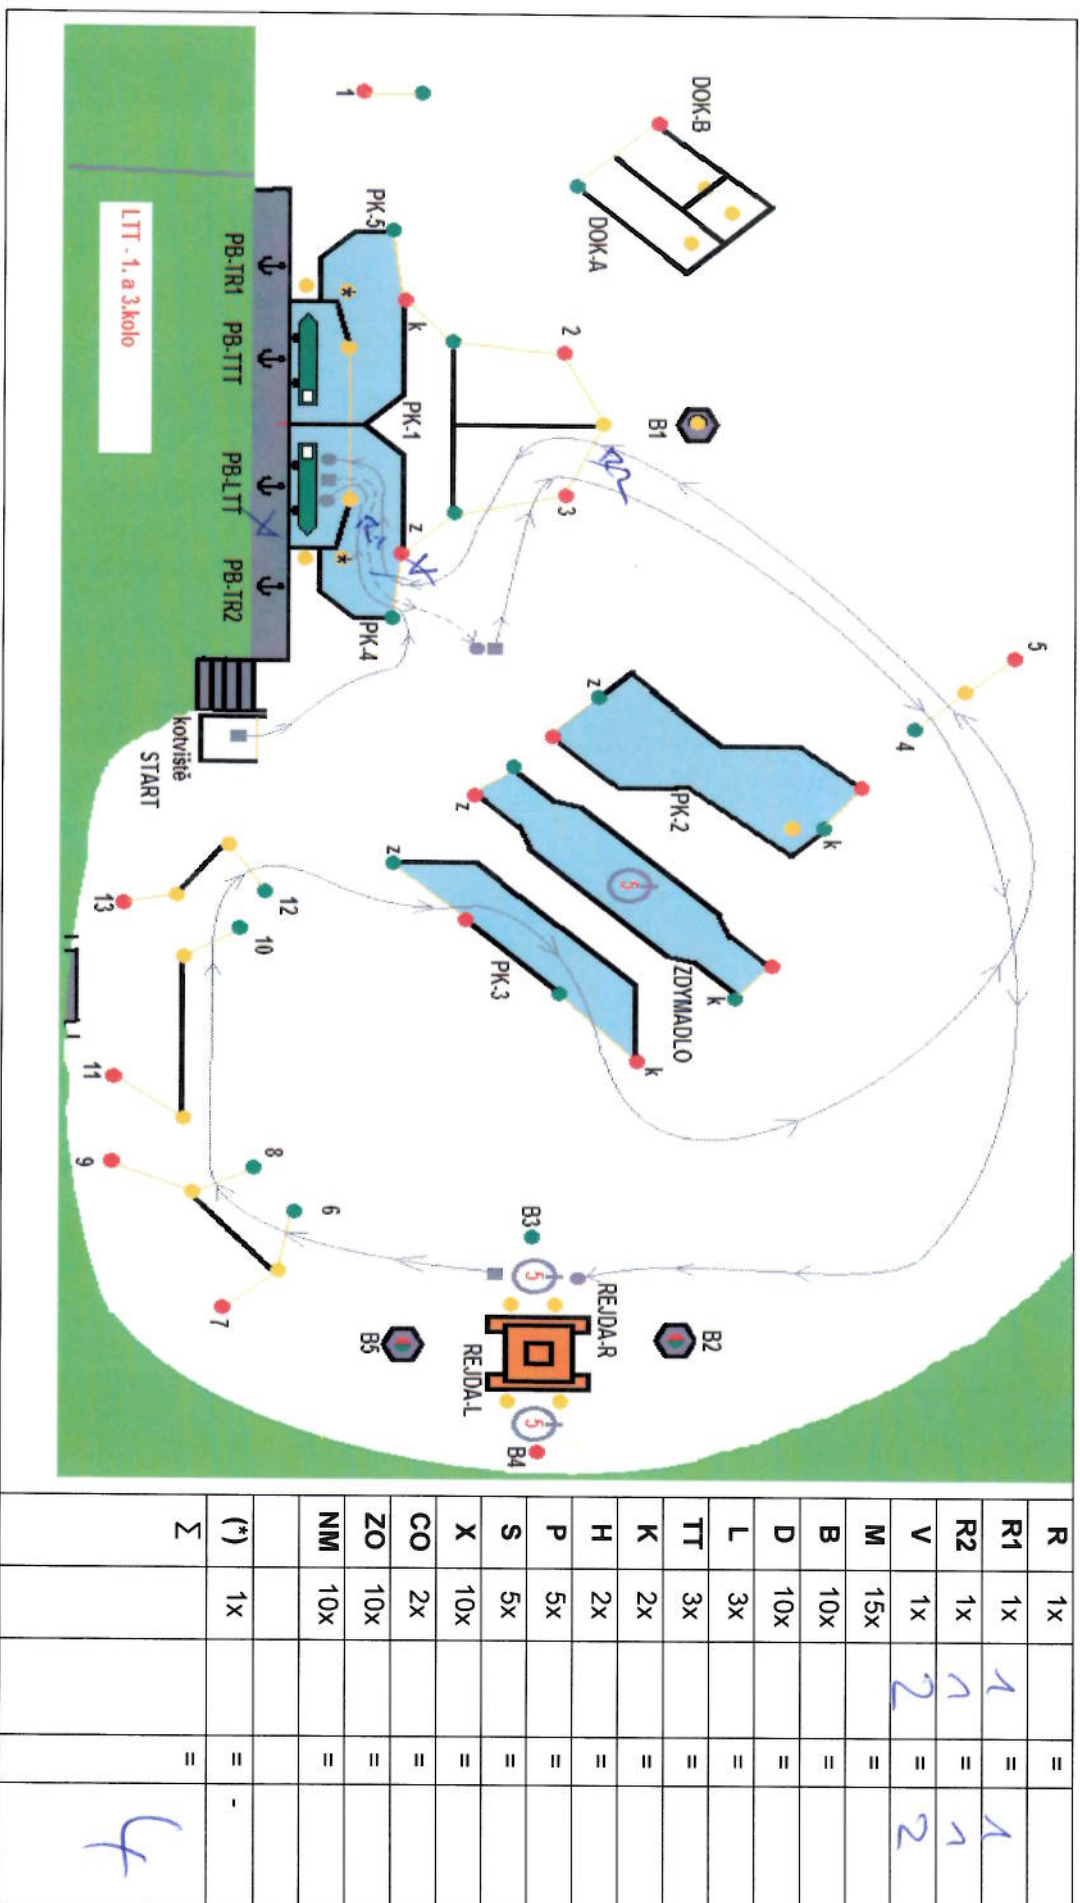 DOK-B
DOK-A
1
2
3
B1
5
4
PK-5
k
PK-1
z
PK-4
*
*
PB-TR1
PB-TTT
PB-LTT
PB-TR2
LTT - 1. a 3.kolo
kotviště
START
z
PK-2
k
z
5
ZDYMADLO
k
z
PK-3
k
12
13
10
11
8
9
6
7
B3
5
REJDA-R
B2
B5
REJDA-L
5
B4
R 1x =
R1 1x 1 = 1
R2 1x 1 = 1
V 1x 2 = 2
M 15x =
B 10x =
D 10x =
L 3x =
TT 3x =
K 2x =
H 2x =
P 5x =
S 5x =
X 10x =
CO 2x =
ZO 10x =
NM 10x =
(*) 1x = -
Σ = 4